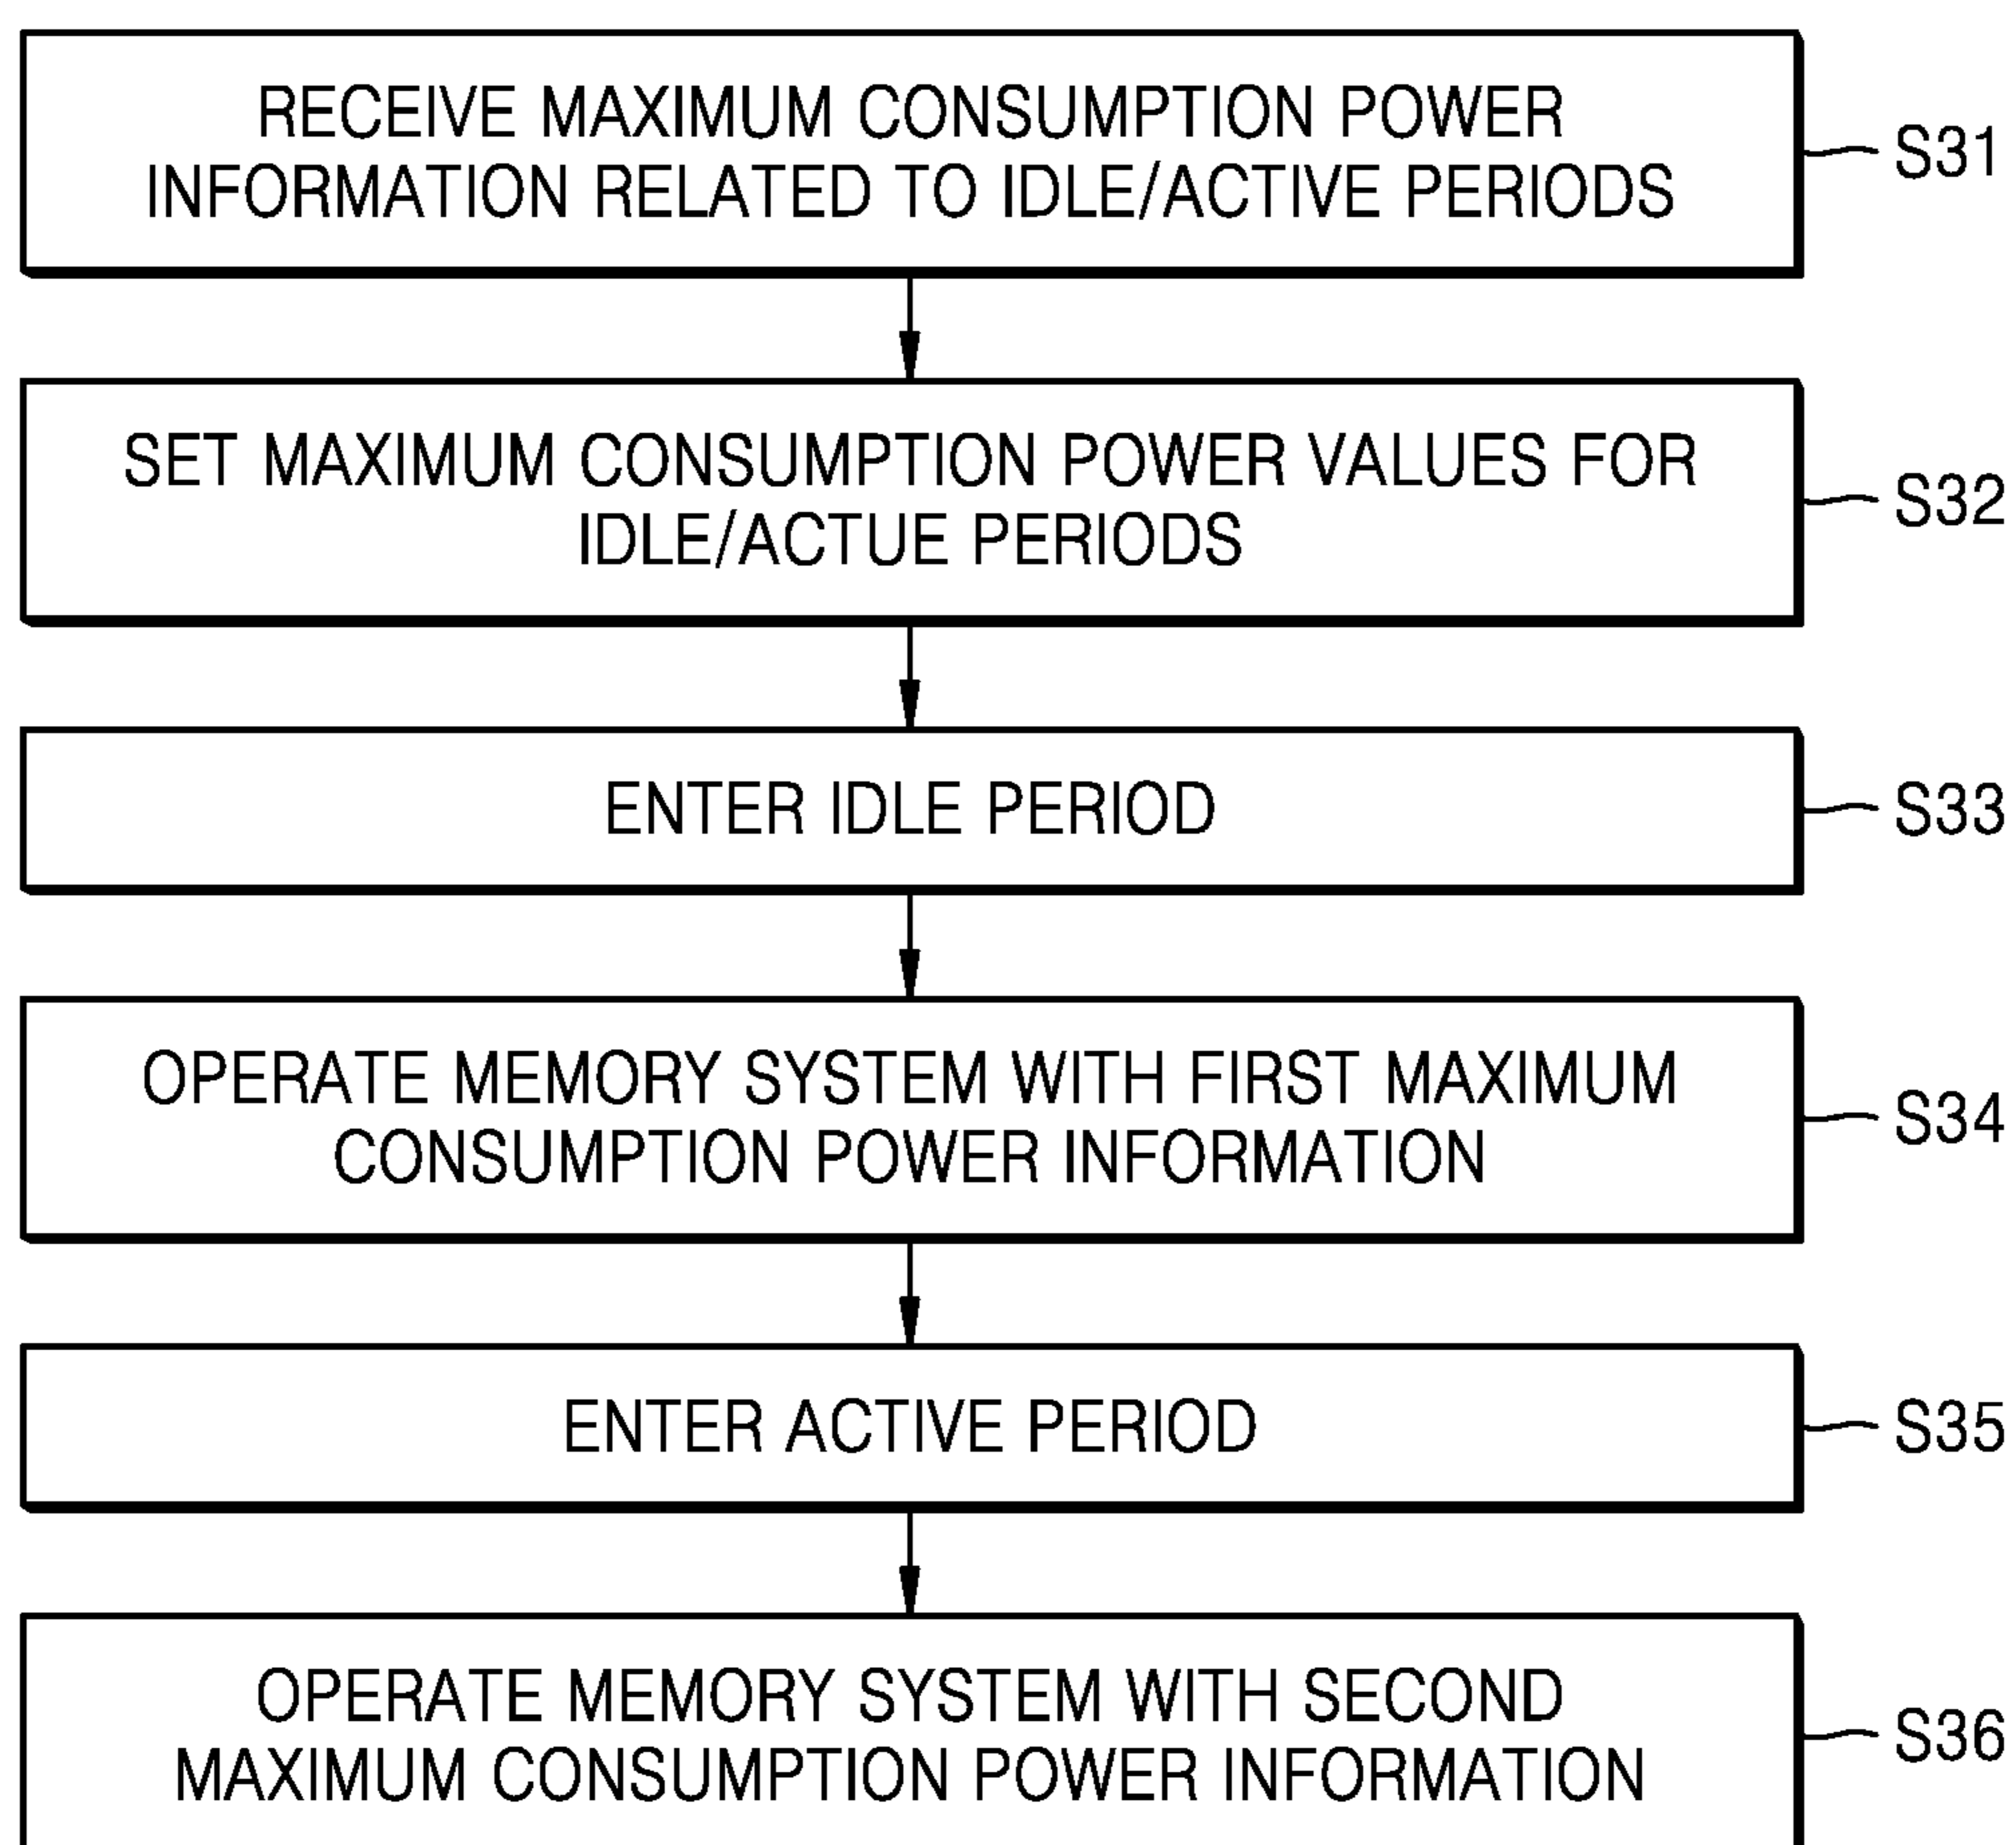 RECEIVE MAXIMUM CONSUMPTION POWER
INFORMATION RELATED TO IDLE/ACTIVE PERIODS
S31
SET MAXIMUM CONSUMPTION POWER VALUES FOR
IDLE/ACTUE PERIODS
S32
ENTER IDLE PERIOD
S33
OPERATE MEMORY SYSTEM WITH FIRST MAXIMUM
CONSUMPTION POWER INFORMATION
S34
ENTER ACTIVE PERIOD
S35
OPERATE MEMORY SYSTEM WITH SECOND
MAXIMUM CONSUMPTION POWER INFORMATION
S36